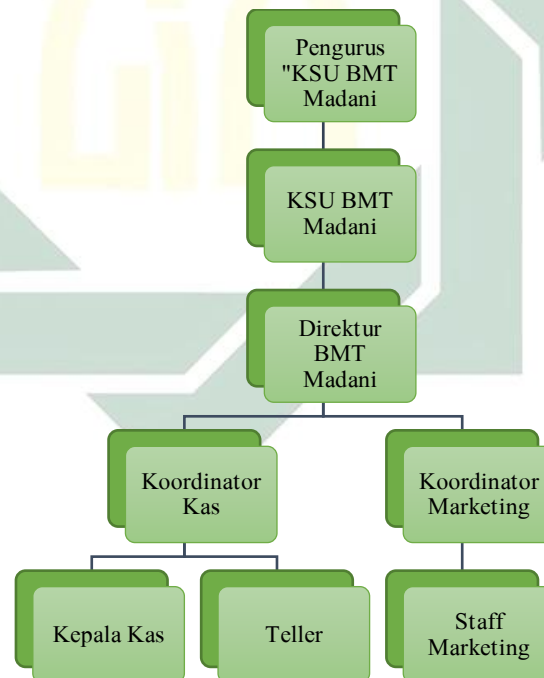 Pengurus
"KSU BMT
Madani
KSU BMT
Madani
Direktur
BMT
Madani
Koordinator
Kas
Koordinator
Marketing
Kepala Kas
Teller
Staff
Marketing